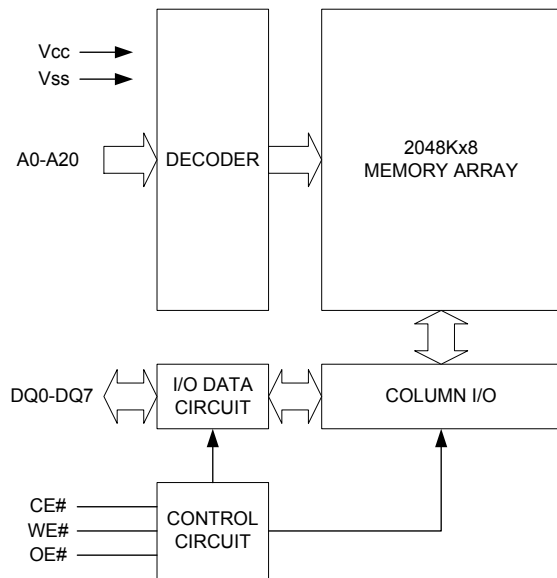 Vcc
Vss
A0-A20
DECODER
2048Kx8
MEMORY ARRAY
DQ0-DQ7
I/O DATA
CIRCUIT
COLUMN I/O
CE#
WE#
OE#
CONTROL
CIRCUIT